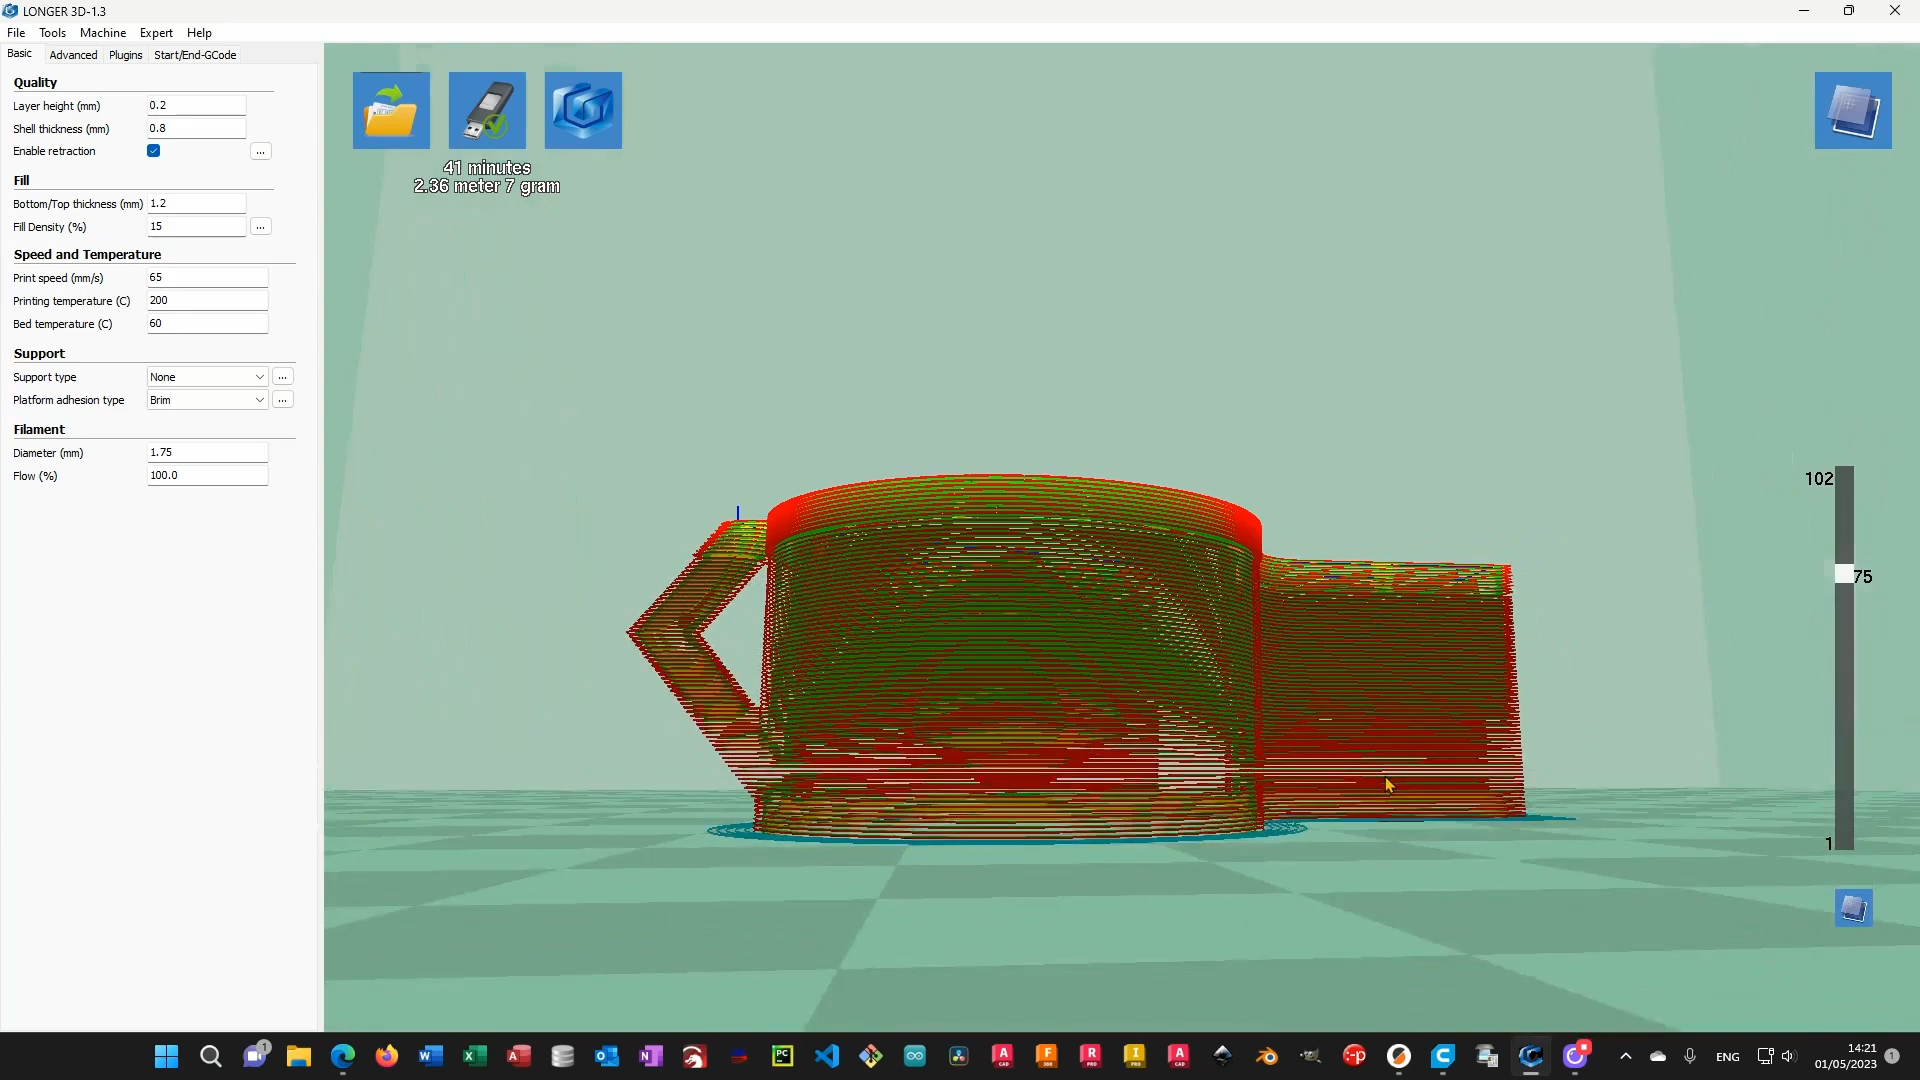 LONGER 3D-1.3
File Tools Machine Expert Help
Basic Advanced Plugins Start/End-GCode
Quality
Layer height (mm) 0.2
Shell thickness (mm) 0.8
Enable retraction ...
Fill
Bottom/Top thickness (mm) 1.2
Fill Density (%) 15 ...
Speed and Temperature
Print speed (mm/s) 65
Printing temperature (C) 200
Bed temperature (C) 60
Support
Support type None ...
Platform adhesion type Brim ...
Filament
Diameter (mm) 1.75
Flow (%) 100.0
41 minutes
2.36 meter 7 gram
102
75
1
ENG
14:21
01/05/2023
1